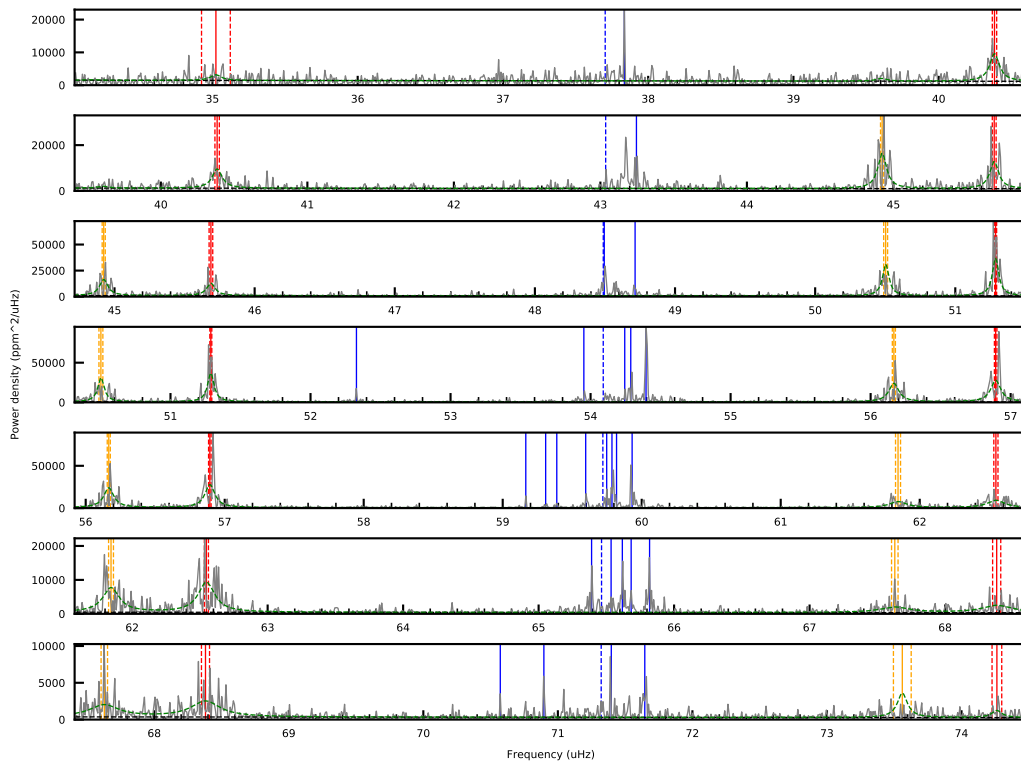 20000
10000
0
35 36 37 38 39 40
20000
0
40 41 42 43 44 45
50000
25000
0
45 46 47 48 49 50 51
50000
0
51 52 53 54 55 56 57
Power density (ppm^2/uHz)
50000
0
56 57 58 59 60 61 62
20000
10000
0
62 63 64 65 66 67 68
10000
5000
0
68 69 70 71 72 73 74
Frequency (uHz)